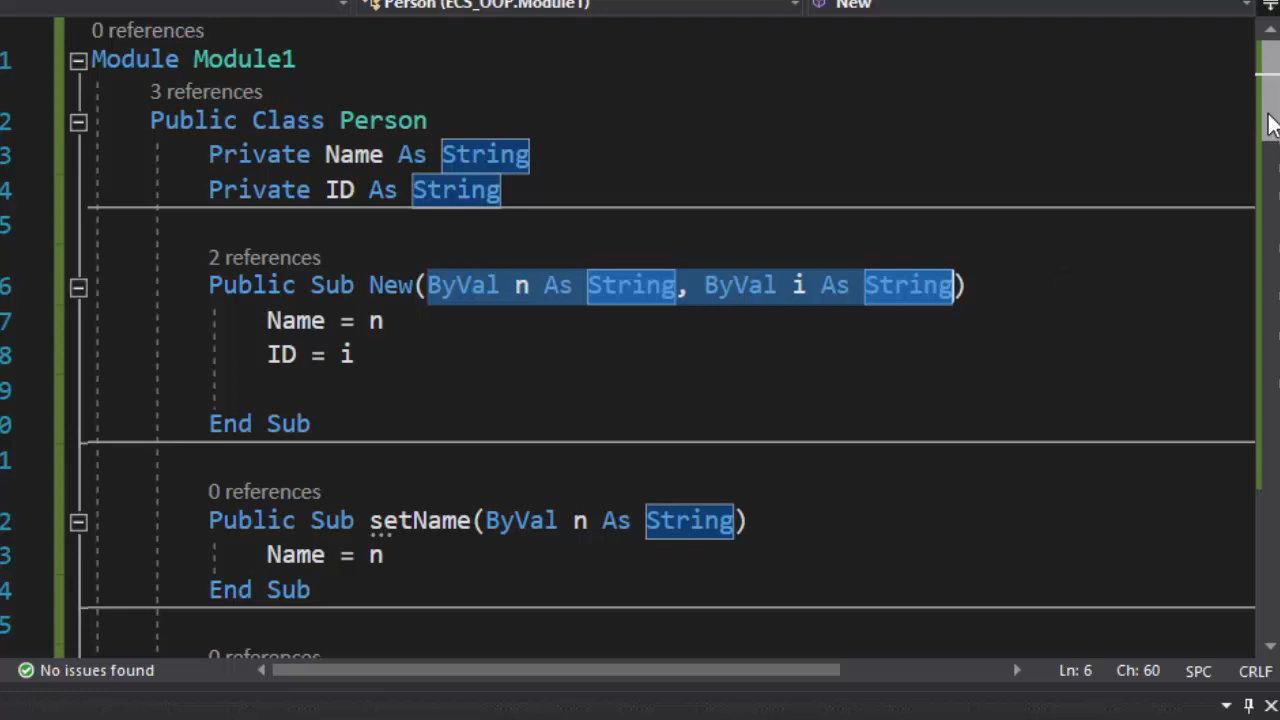 Person (ECS_OOP.Module1) New
0 references
1 Module Module1
3 references
2 Public Class Person
3 Private Name As String
4 Private ID As String
5
2 references
6 Public Sub New(ByVal n As String, ByVal i As String)
7 Name = n
8 ID = i
9
0 End Sub
1
0 references
2 Public Sub setName(ByVal n As String)
3 Name = n
4 End Sub
5
0 references
No issues found Ln: 6 Ch: 60 SPC CRLF